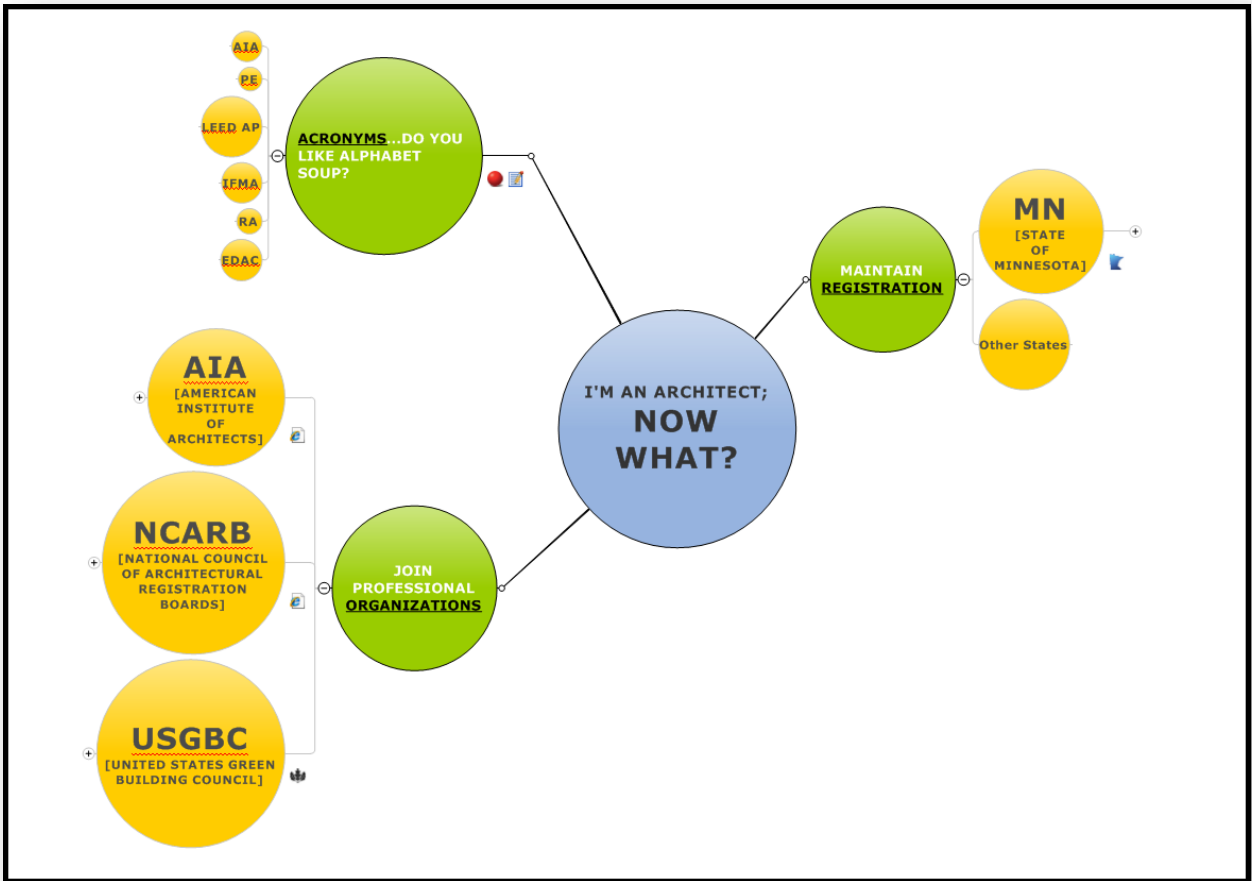 AIA
PE
LEED AP
IFMA
RA
EDAC
ACRONYMS...DO YOU
LIKE ALPHABET
SOUP?
MN
[STATE
OF
MINNESOTA]
Other States
MAINTAIN
REGISTRATION
I'M AN ARCHITECT;
NOW
WHAT?
AIA
[AMERICAN
INSTITUTE
OF
ARCHITECTS]
NCARB
[NATIONAL COUNCIL
OF ARCHITECTURAL
REGISTRATION
BOARDS]
USGBC
[UNITED STATES GREEN
BUILDING COUNCIL]
JOIN
PROFESSIONAL
ORGANIZATIONS